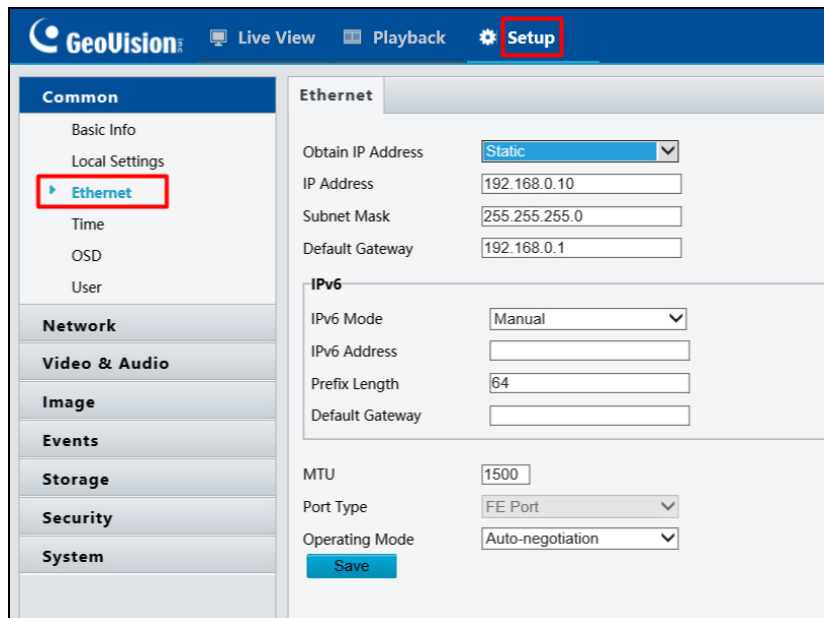 GeoVision Live View Playback Setup
Common
Basic Info
Local Settings
Ethernet
Time
OSD
User
Network
Video & Audio
Image
Events
Storage
Security
System
Ethernet
Obtain IP Address Static
IP Address 192.168.0.10
Subnet Mask 255.255.255.0
Default Gateway 192.168.0.1
IPv6
IPv6 Mode Manual
IPv6 Address
Prefix Length 64
Default Gateway
MTU 1500
Port Type FE Port
Operating Mode Auto-negotiation
Save